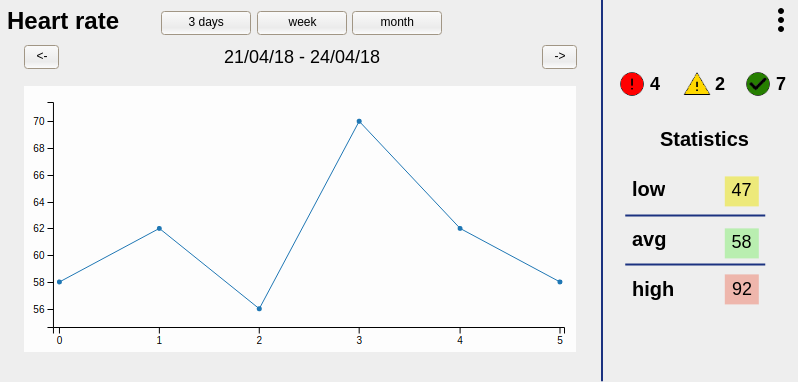 Heart rate
3 days
week
month
<-
21/04/18 - 24/04/18
->
70
68
66
64
62
60
58
56
0 1 2 3 4 5
! 4
! 2
7
Statistics
low 47
avg 58
high 92